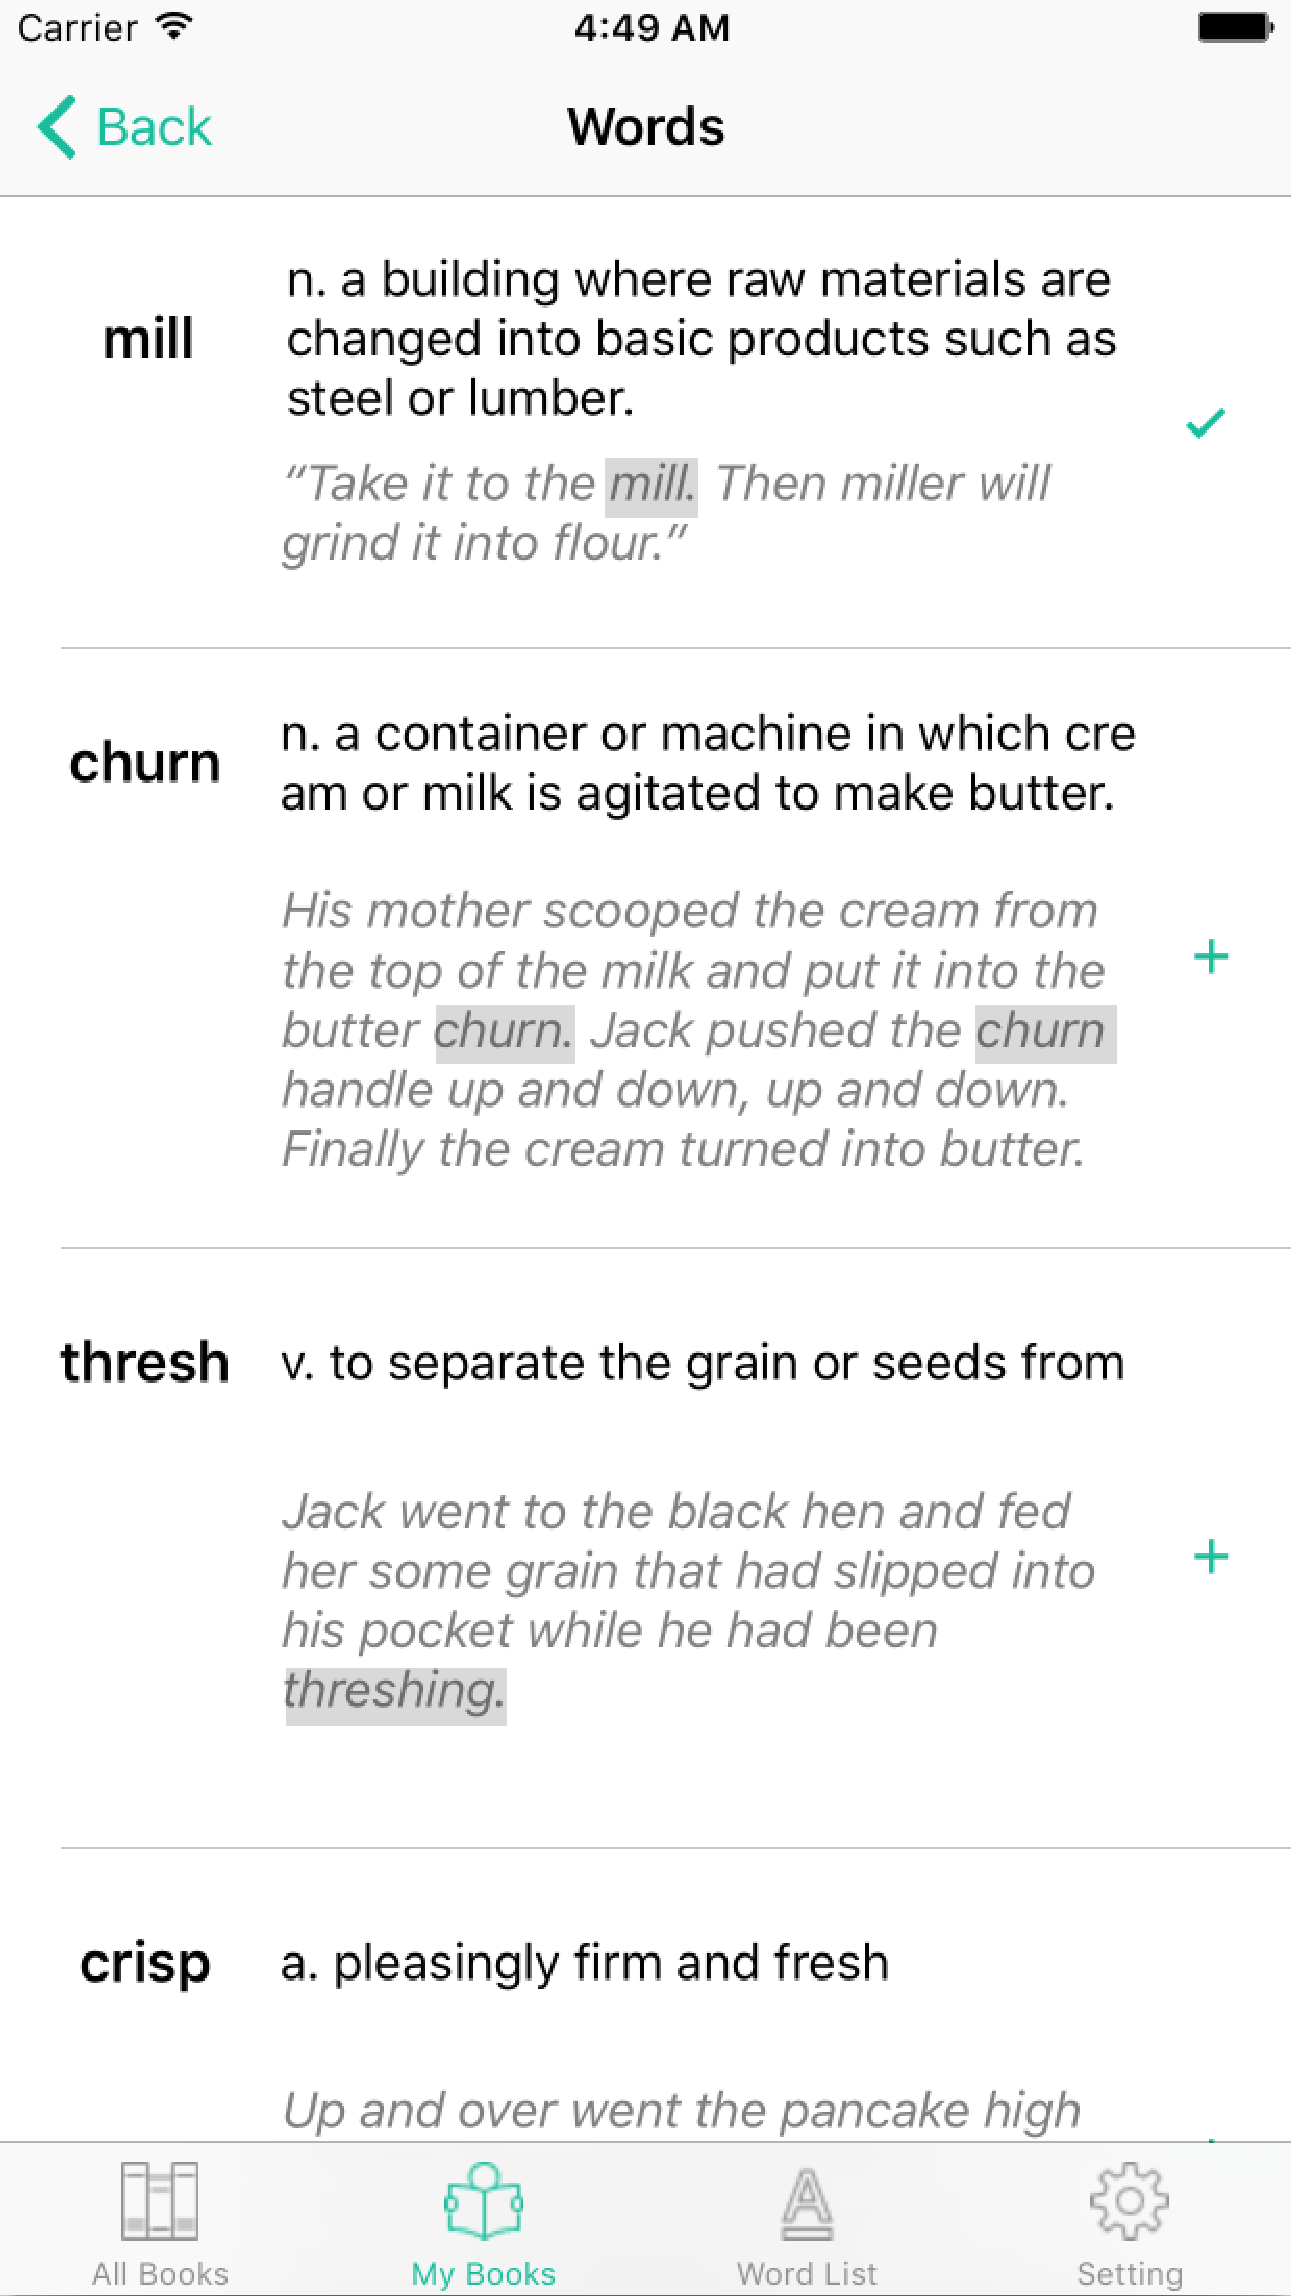 Carrier
4:49 AM
Back
Words
mill
n. a building where raw materials are
changed into basic products such as
steel or lumber.
“Take it to the mill. Then miller will
grind it into flour.”
churn
n. a container or machine in which cre
am or milk is agitated to make butter.
His mother scooped the cream from
the top of the milk and put it into the
butter churn. Jack pushed the churn
handle up and down, up and down.
Finally the cream turned into butter.
thresh
v. to separate the grain or seeds from
Jack went to the black hen and fed
her some grain that had slipped into
his pocket while he had been
threshing.
crisp
a. pleasingly firm and fresh
Up and over went the pancake high
All Books
My Books
Word List
Setting